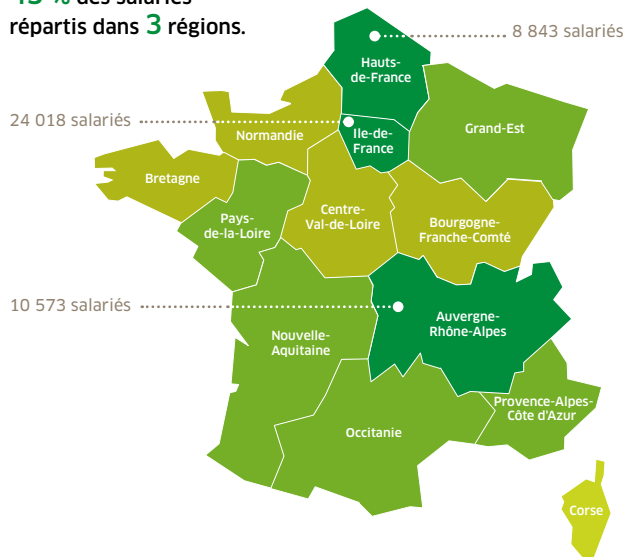 % des salariés
répartis dans 3 régions.
8 843 salariés
Hauts-
de-France
24 018 salariés
Normandie
Ile-de-
France
Grand-Est
Bretagne
Pays-
de-la-Loire
Centre-
Val-de-Loire
Bourgogne-
Franche-Comté
10 573 salariés
Auvergne-
Rhône-Alpes
Nouvelle-
Aquitaine
Provence-Alpes-
Côte d'Azur
Occitanie
Corse